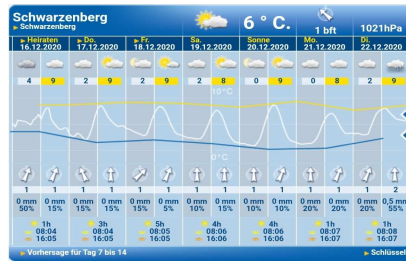 Schwarzenberg
► Schwarzenberg
6 ° C.
1 bft
1021hPa
► Heiraten ► Do. ► Fr. Sa. Sonne Mo. Di.
16.12.2020 17.12.2020 18.12.2020 19.12.2020 20.12.2020 21.12.2020 22.12.2020
4 9 2 9 2 9 2 8 0 9 0 8 2 9
10°C
0°C
1 1 1 1 1 1 1 1 1 1 1 1 1 2
0 mm 0 mm 0 mm 0 mm 0 mm 0 mm 0 mm 0 mm 0 mm 0 mm 0 mm 0 mm 0 mm 0,5 mm
50% 15% 15% 15% 15% 5% 10% 10% 10% 10% 20% 20% 20% 55%
1h 3h 5h 4h 4h 1h 1h
08:04 08:04 08:05 08:06 08:06 08:07 08:08
16:05 16:05 16:05 16:06 16:06 16:07 16:07
► Vorhersage für Tag 7 bis 14 ► Schlüssel